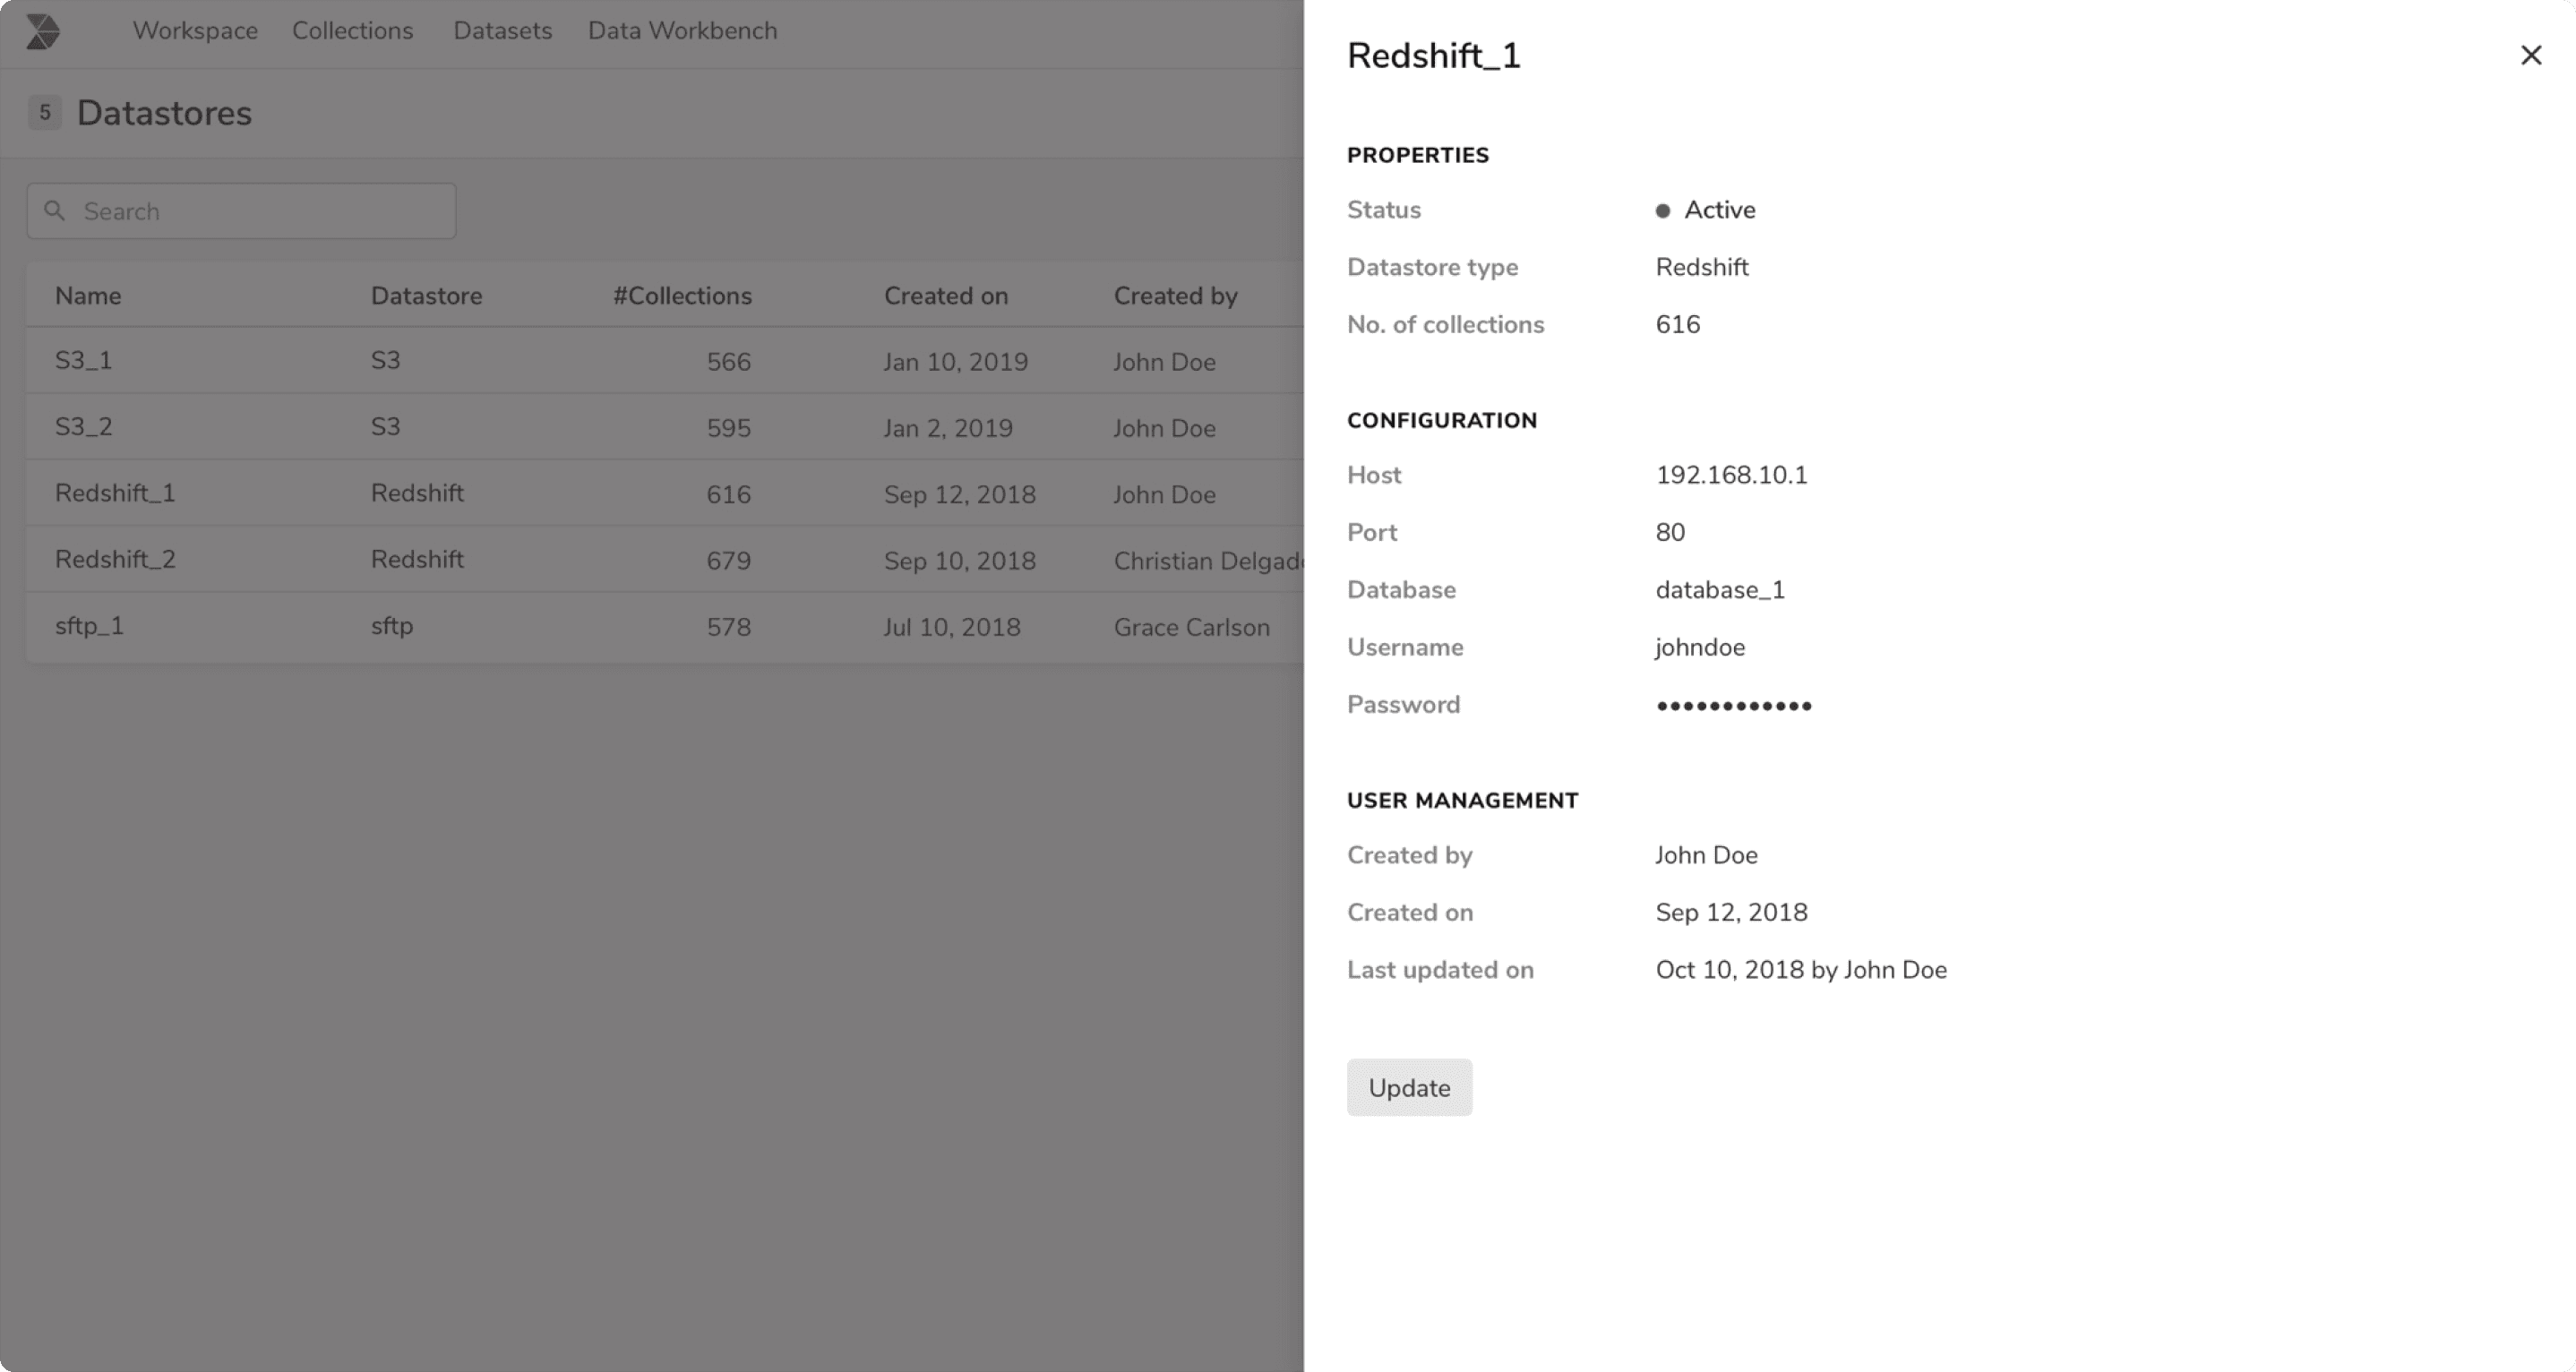 Workspace Collections Datasets Data Workbench
5 Datastores
Search
Name Datastore #Collections Created on Created by
S3_1 S3 566 Jan 10, 2019 John Doe
S3_2 S3 595 Jan 2, 2019 John Doe
Redshift_1 Redshift 616 Sep 12, 2018 John Doe
Redshift_2 Redshift 679 Sep 10, 2018 Christian Delgado
sftp_1 sftp 578 Jul 10, 2018 Grace Carlson
Redshift_1
PROPERTIES
Status Active
Datastore type Redshift
No. of collections 616
CONFIGURATION
Host 192.168.10.1
Port 80
Database database_1
Username johndoe
Password ••••••••••••
USER MANAGEMENT
Created by John Doe
Created on Sep 12, 2018
Last updated on Oct 10, 2018 by John Doe
Update